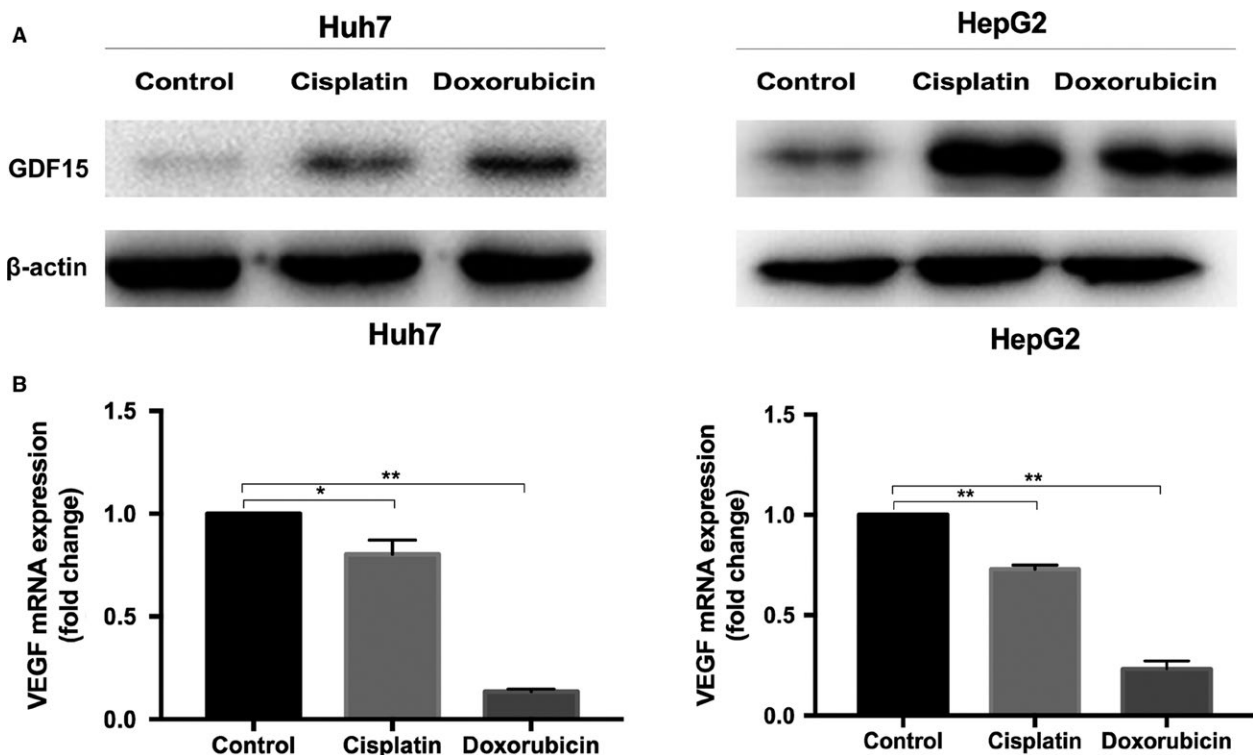 A
Huh7
HepG2
Control Cisplatin Doxorubicin
Control Cisplatin Doxorubicin
GDF15
β-actin
Huh7
HepG2
B
VEGF mRNA expression
(fold change)
1.5
1.0
0.5
0.0
**
*
Control Cisplatin Doxorubicin
VEGF mRNA expression
(fold change)
1.5
1.0
0.5
0.0
**
**
Control Cisplatin Doxorubicin